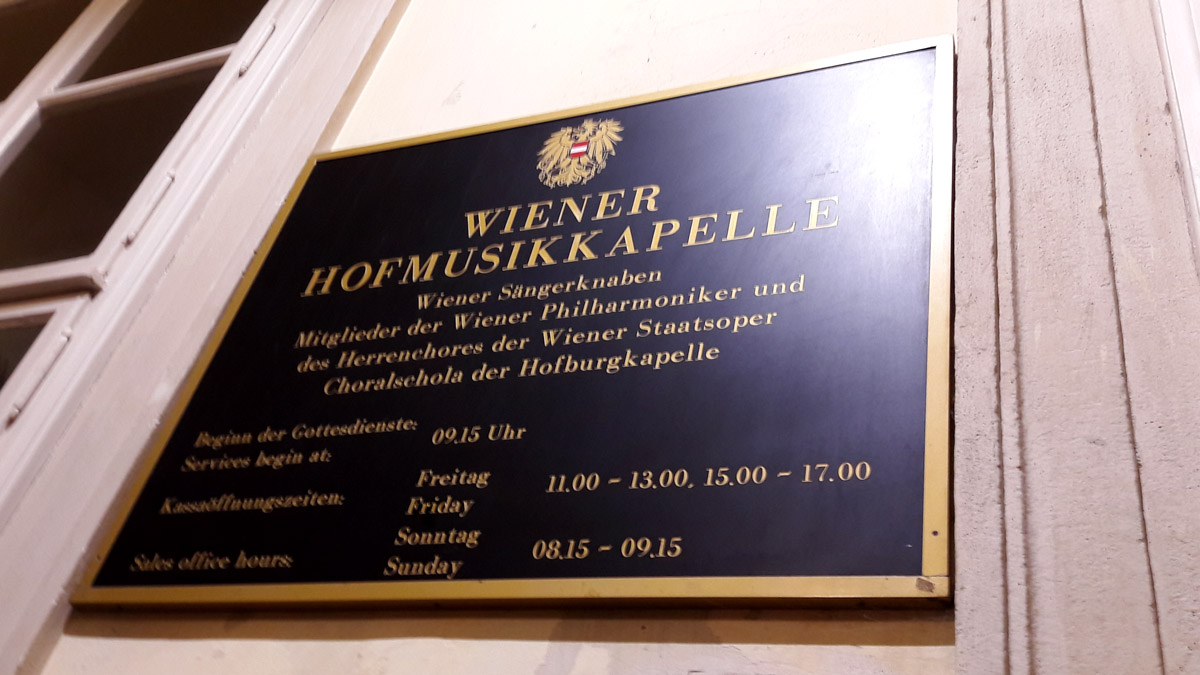 WIENER
HOFMUSIKKAPELLE
Wiener Sängerknaben
Mitglieder der Wiener Philharmoniker und
des Herrenchores der Wiener Staatsoper
Choralschola der Hofburgkapelle
Beginn der Gottesdienste: 09.15 Uhr
Services begin at:
Kassaöffnungszeiten: Freitag 11.00 - 13.00, 15.00 - 17.00
Friday
Sonntag 08.15 - 09.15
Sales office hours: Sunday